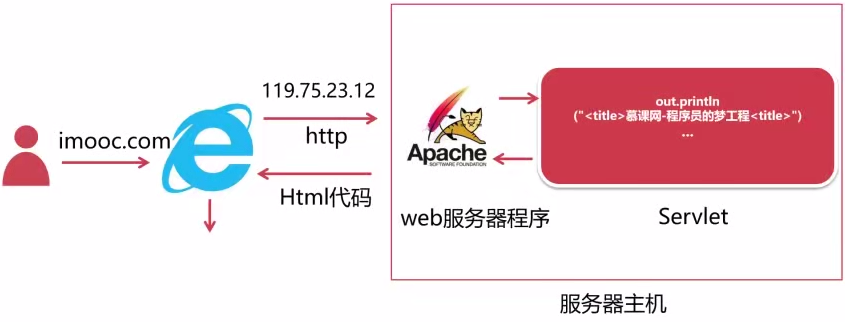 imooc.com
119.75.23.12
http
Html代码
Apache
SOFTWARE FOUNDATION
web服务器程序
out.println
("<title>慕课网-程序员的梦工程<title>")
...
Servlet
服务器主机